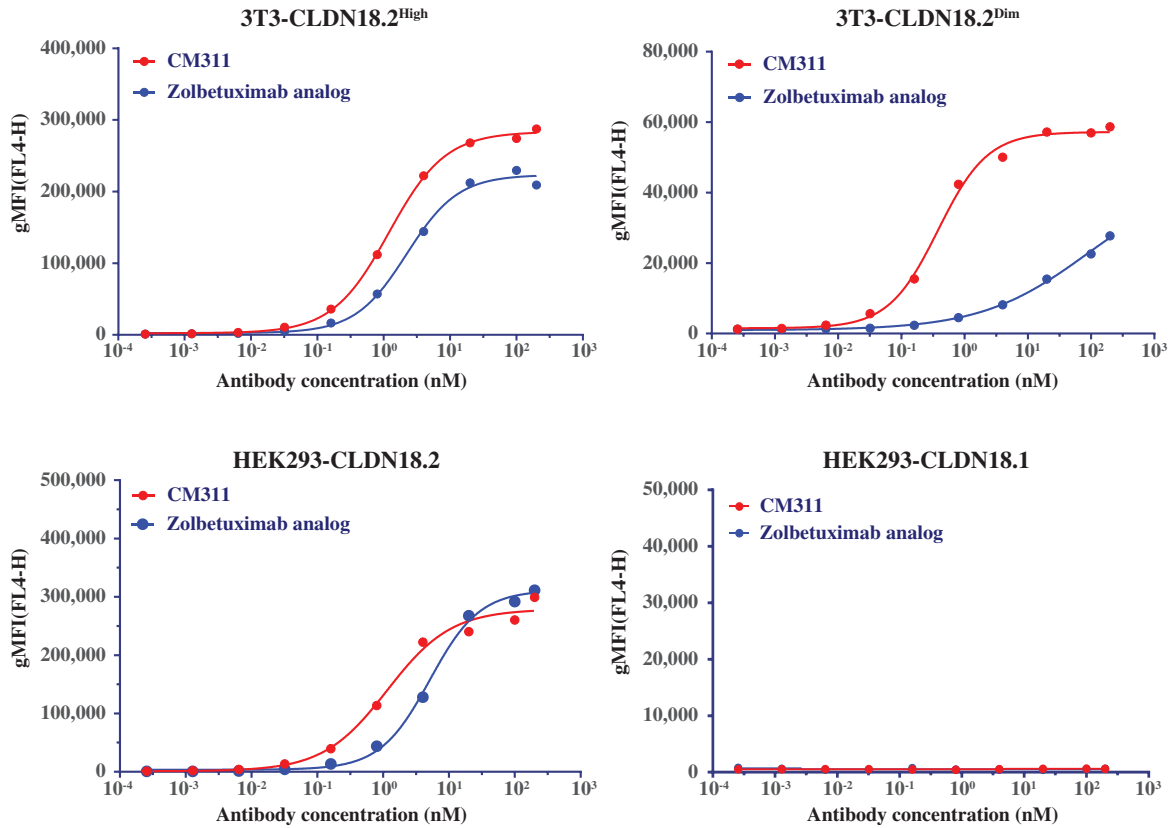 3T3-CLDN18.2High
400,000
300,000
200,000
100,000
0
gMFI(FL4-H)
CM311
Zolbetuximab analog
10-4
10-3
10-2
10-1
100
101
102
103
Antibody concentration (nM)
3T3-CLDN18.2Dim
80,000
60,000
40,000
20,000
0
gMFI(FL4-H)
CM311
Zolbetuximab analog
10-4
10-3
10-2
10-1
100
101
102
103
Antibody concentration (nM)
HEK293-CLDN18.2
500,000
400,000
300,000
200,000
100,000
0
gMFI(FL4-H)
CM311
Zolbetuximab analog
10-4
10-3
10-2
10-1
100
101
102
103
Antibody concentration (nM)
HEK293-CLDN18.1
50,000
40,000
30,000
20,000
10,000
0
gMFI(FL4-H)
CM311
Zolbetuximab analog
10-4
10-3
10-2
10-1
100
101
102
103
Antibody concentration (nM)